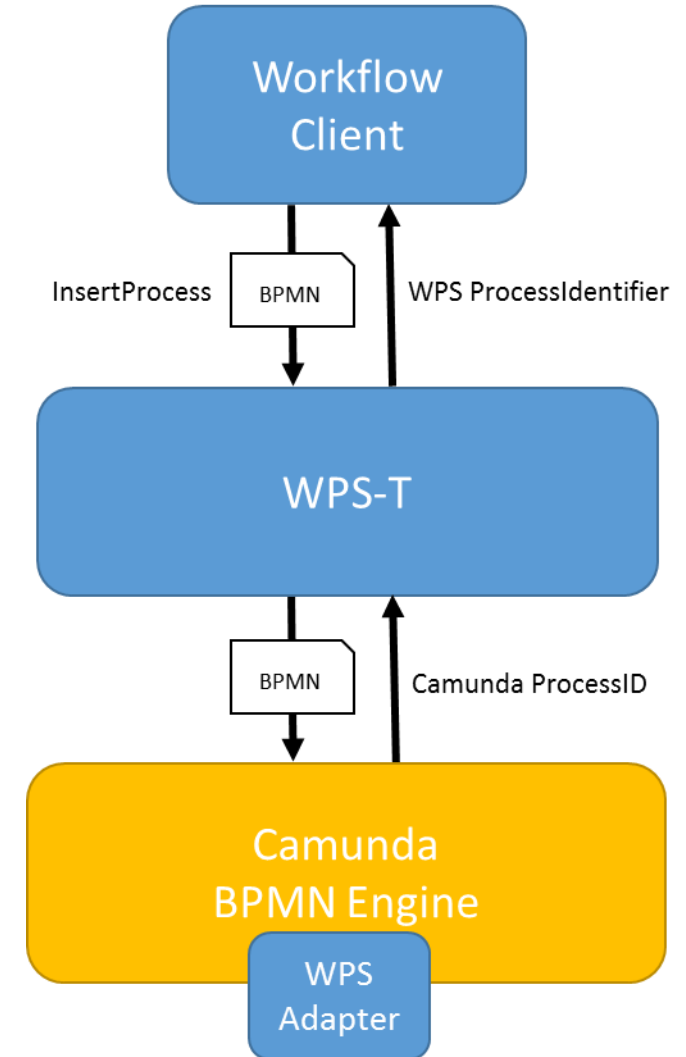 Workflow
Client
InsertProcess
BPMN
WPS ProcessIdentifier
WPS-T
BPMN
Camunda ProcessID
Camunda
BPMN Engine
WPS
Adapter